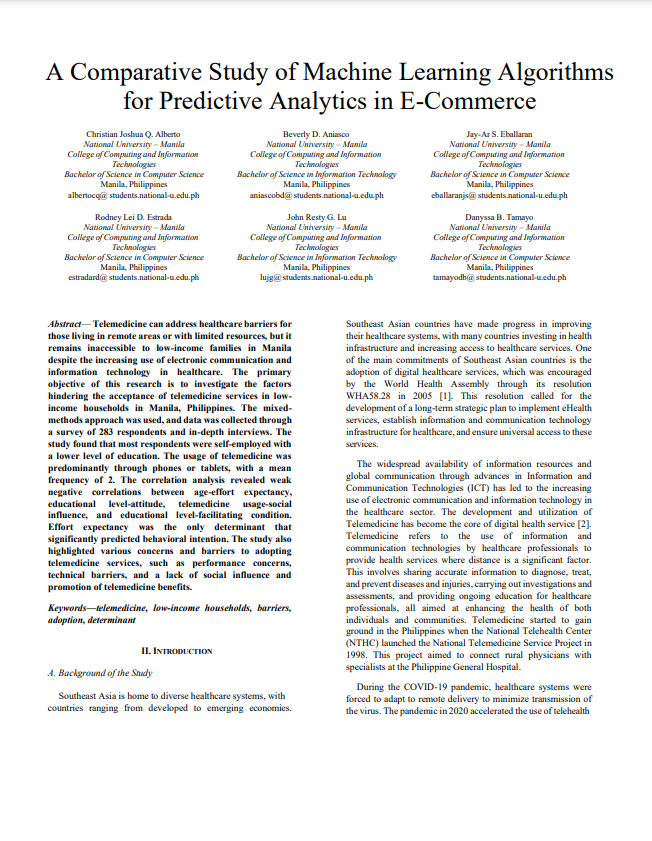 A Comparative Study of Machine Learning Algorithms
for Predictive Analytics in E-Commerce
Christian Joshua Q. Alberto
National University – Manila
College of Computing and Information
Technologies
Bachelor of Science in Computer Science
Manila, Philippines
albertocq@ students.national-u.edu.ph
Beverly D. Aniasco
National University – Manila
College of Computing and Information
Technologies
Bachelor of Science in Information Technology
Manila, Philippines
aniascobd@ students.national-u.edu.ph
Jay-Ar S. Eballaran
National University – Manila
College of Computing and Information
Technologies
Bachelor of Science in Computer Science
Manila, Philippines
eballaranjs@ students.national-u.edu.ph
Rodney Lei D. Estrada
National University – Manila
College of Computing and Information
Technologies
Bachelor of Science in Computer Science
Manila, Philippines
estradard@ students.national-u.edu.ph
John Resty G. Lu
National University – Manila
College of Computing and Information
Technologies
Bachelor of Science in Information Technology
Manila, Philippines
lujg@ students.national-u.edu.ph
Danyssa B. Tamayo
National University – Manila
College of Computing and Information
Technologies
Bachelor of Science in Computer Science
Manila, Philippines
tamayodb@ students.national-u.edu.ph
Abstract— Telemedicine can address healthcare barriers for
those living in remote areas or with limited resources, but it
remains inaccessible to low-income families in Manila
despite the increasing use of electronic communication and
information technology in healthcare. The primary
objective of this research is to investigate the factors
hindering the acceptance of telemedicine services in low-
income households in Manila, Philippines. The mixed-
methods approach was used, and data was collected through
a survey of 283 respondents and in-depth interviews. The
study found that most respondents were self-employed with
a lower level of education. The usage of telemedicine was
predominantly through phones or tablets, with a mean
frequency of 2. The correlation analysis revealed weak
negative correlations between age-effort expectancy,
educational level-attitude, telemedicine usage-social
influence, and educational level-facilitating condition.
Effort expectancy was the only determinant that
significantly predicted behavioral intention. The study also
highlighted various concerns and barriers to adopting
telemedicine services, such as performance concerns,
technical barriers, and a lack of social influence and
promotion of telemedicine benefits.
Keywords—telemedicine, low-income households, barriers,
adoption, determinant
II. INTRODUCTION
A. Background of the Study
Southeast Asia is home to diverse healthcare systems, with
countries ranging from developed to emerging economies.
Southeast Asian countries have made progress in improving
their healthcare systems, with many countries investing in health
infrastructure and increasing access to healthcare services. One
of the main commitments of Southeast Asian countries is the
adoption of digital healthcare services, which was encouraged
by the World Health Assembly through its resolution
WHA58.28 in 2005 [1]. This resolution called for the
development of a long-term strategic plan to implement eHealth
services, establish information and communication technology
infrastructure for healthcare, and ensure universal access to these
services.
The widespread availability of information resources and
global communication through advances in Information and
Communication Technologies (ICT) has led to the increasing
use of electronic communication and information technology in
the healthcare sector. The development and utilization of
Telemedicine has become the core of digital health service [2].
Telemedicine refers to the use of information and
communication technologies by healthcare professionals to
provide health services where distance is a significant factor.
This involves sharing accurate information to diagnose, treat,
and prevent diseases and injuries, carrying out investigations and
assessments, and providing ongoing education for healthcare
professionals, all aimed at enhancing the health of both
individuals and communities. Telemedicine started to gain
ground in the Philippines when the National Telehealth Center
(NTHC) launched the National Telemedicine Service Project in
1998. This project aimed to connect rural physicians with
specialists at the Philippine General Hospital.
During the COVID-19 pandemic, healthcare systems were
forced to adapt to remote delivery to minimize transmission of
the virus. The pandemic in 2020 accelerated the use of telehealth